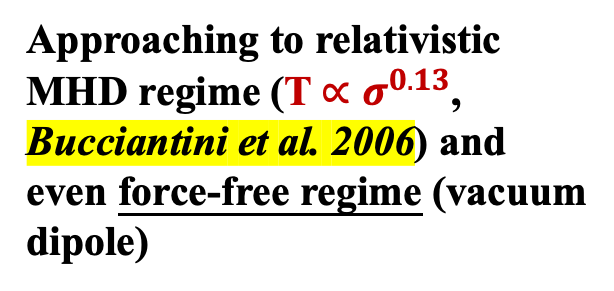 Approaching to relativistic
MHD regime (T ∝ σ^0.13,
Bucciantini et al. 2006) and
even force-free regime (vacuum
dipole)